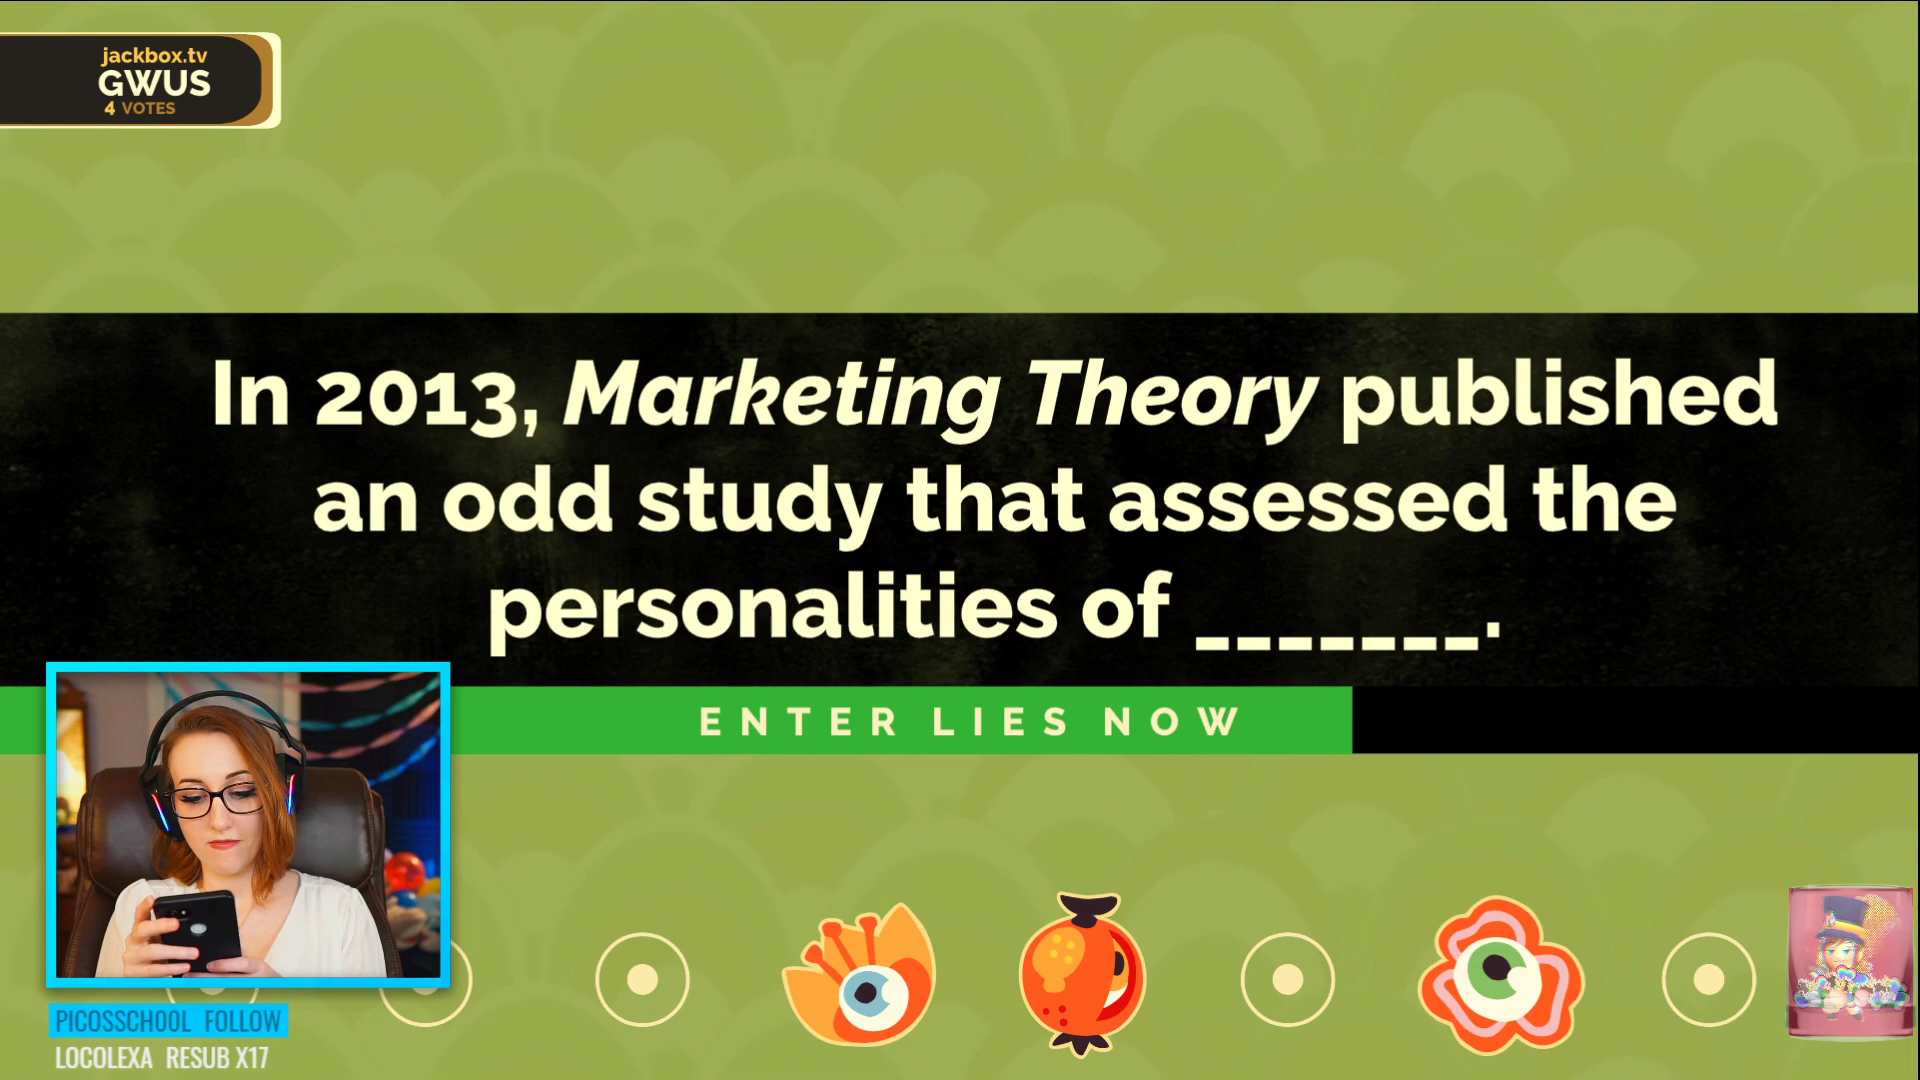 jackbox.tv
GWUS
4 VOTES
In 2013, Marketing Theory published
an odd study that assessed the
personalities of _______.
ENTER LIES NOW
PICOSSCHOOL FOLLOW
LOCOLEXA RESUB X17